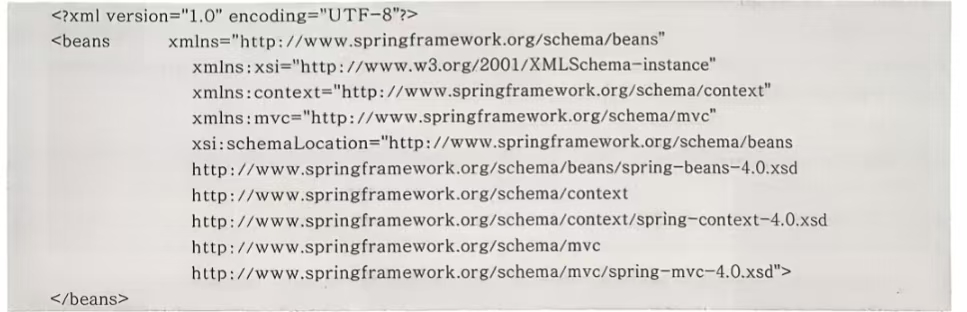 <?xml version="1.0" encoding="UTF-8"?>
<beans xmlns="http://www.springframework.org/schema/beans"
xmlns:xsi="http://www.w3.org/2001/XMLSchema-instance"
xmlns:context="http://www.springframework.org/schema/context"
xmlns:mvc="http://www.springframework.org/schema/mvc"
xsi:schemaLocation="http://www.springframework.org/schema/beans
http://www.springframework.org/schema/beans/spring-beans-4.0.xsd
http://www.springframework.org/schema/context
http://www.springframework.org/schema/context/spring-context-4.0.xsd
http://www.springframework.org/schema/mvc
http://www.springframework.org/schema/mvc/spring-mvc-4.0.xsd">
</beans>